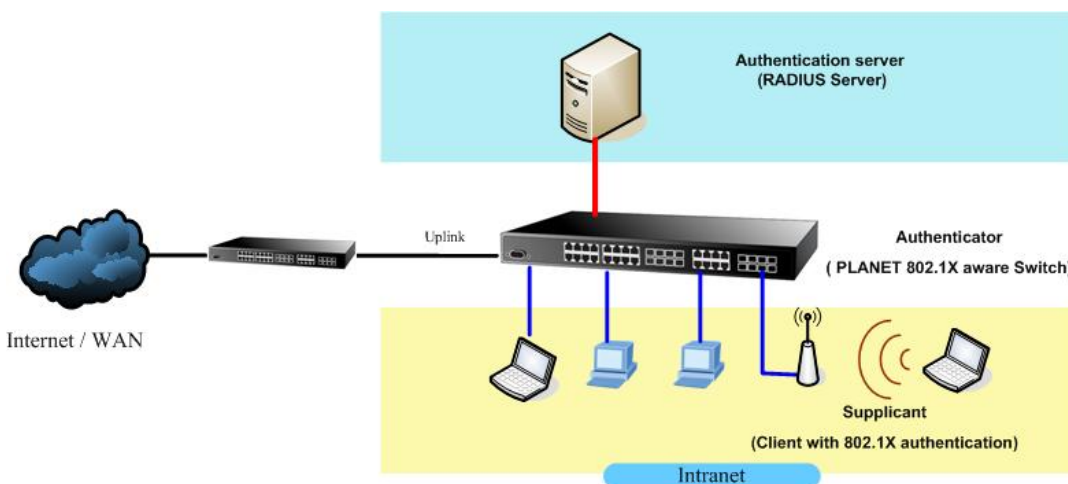 Authentication server
(RADIUS Server)
Uplink
Authenticator
( PLANET 802.1X aware Switch)
Internet / WAN
Supplicant
(Client with 802.1X authentication)
Intranet